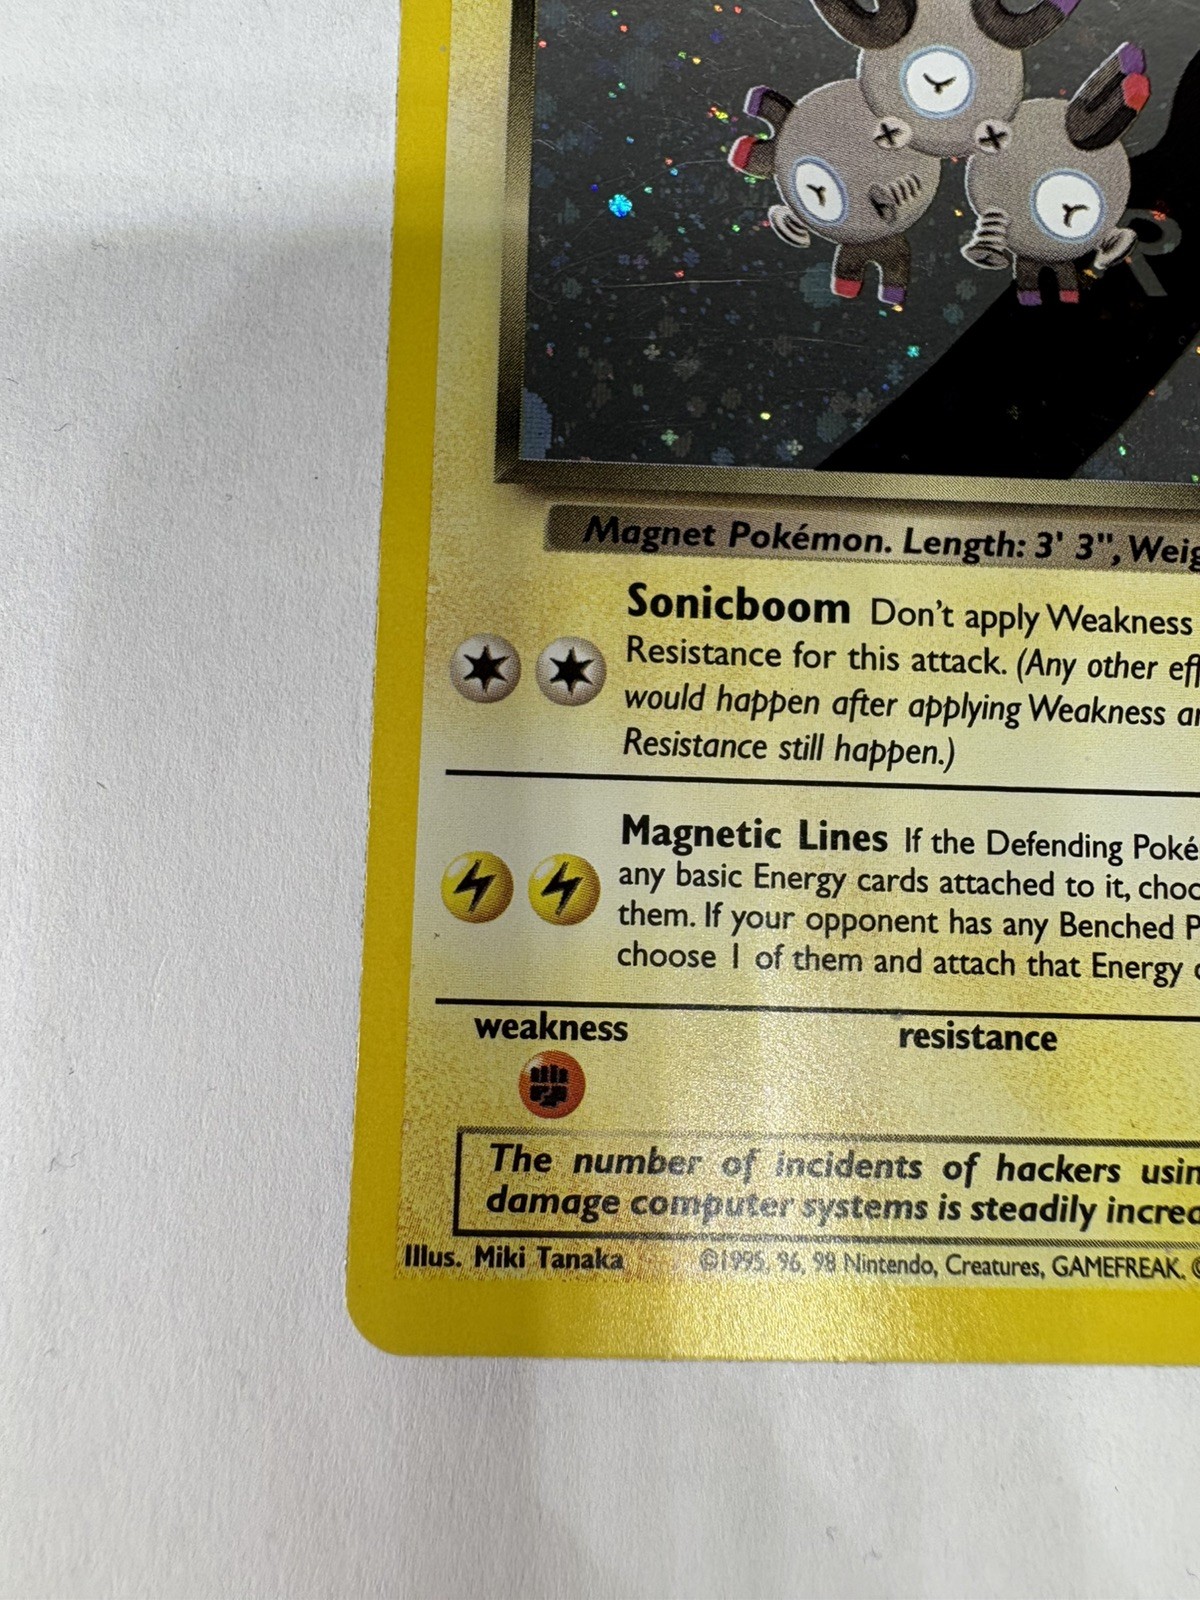 R
Magnet Pokémon. Length: 3' 3",
Sonicboom Don't apply Weakness
Resistance for this attack. (Any other
would happen after applying Weakness
Resistance still happen.)
Magnetic Lines If the Defending
any basic Energy cards attached to it,
them. If your opponent has any Benched
choose 1 of them and attach that Energy
weakness
resistance
The number of incidents of hackers
damage computer systems is steadily
Illus. Miki Tanaka ©1995, 96, 98 Nintendo, Creatures, GAMEFREAK. ©